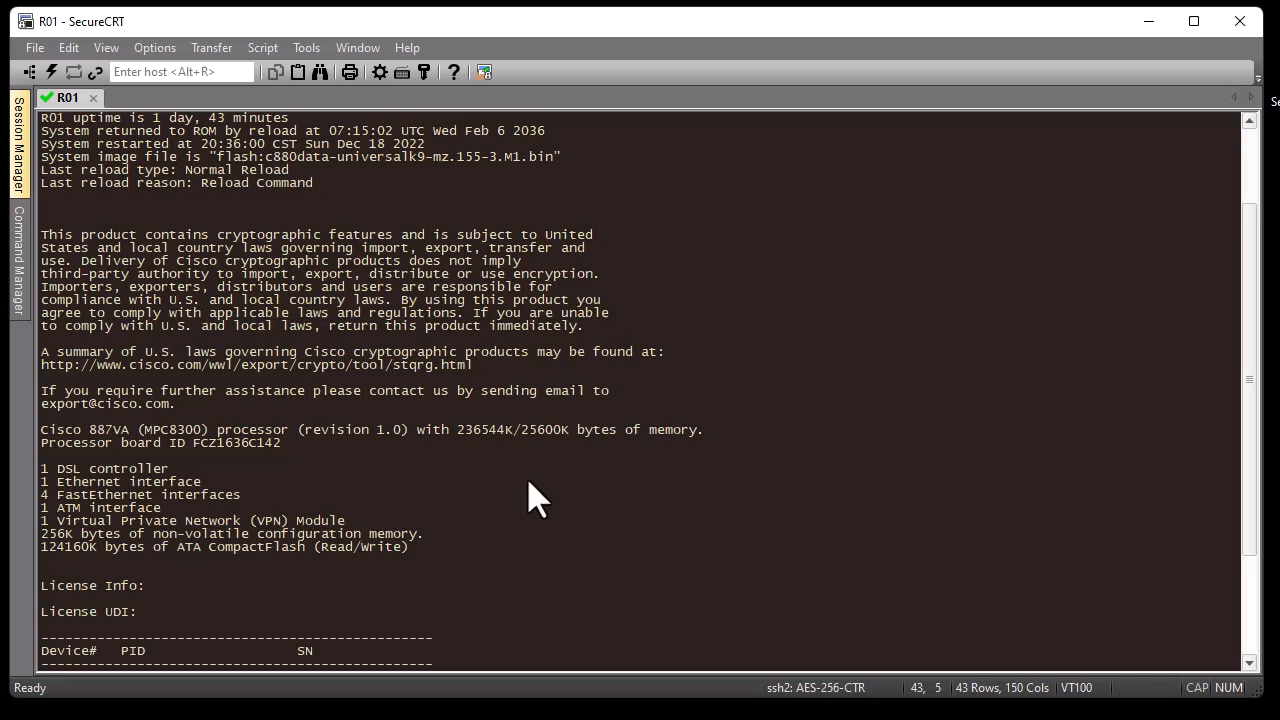 R01 - SecureCRT
File Edit View Options Transfer Script Tools Window Help
Enter host <Alt+R>
R01
Session Manager
Command Manager
R01 uptime is 1 day, 43 minutes
System returned to ROM by reload at 07:15:02 UTC Wed Feb 6 2036
System restarted at 20:36:00 CST Sun Dec 18 2022
System image file is "flash:c880data-universalk9-mz.155-3.M1.bin"
Last reload type: Normal Reload
Last reload reason: Reload Command
This product contains cryptographic features and is subject to United
States and local country laws governing import, export, transfer and
use. Delivery of Cisco cryptographic products does not imply
third-party authority to import, export, distribute or use encryption.
Importers, exporters, distributors and users are responsible for
compliance with U.S. and local country laws. By using this product you
agree to comply with applicable laws and regulations. If you are unable
to comply with U.S. and local laws, return this product immediately.
A summary of U.S. laws governing Cisco cryptographic products may be found at:
http://www.cisco.com/wwl/export/crypto/tool/stqrg.html
If you require further assistance please contact us by sending email to
export@cisco.com.
Cisco 887VA (MPC8300) processor (revision 1.0) with 236544K/25600K bytes of memory.
Processor board ID FCZ1636C142
1 DSL controller
1 Ethernet interface
4 FastEthernet interfaces
1 ATM interface
1 Virtual Private Network (VPN) Module
256K bytes of non-volatile configuration memory.
124160K bytes of ATA CompactFlash (Read/Write)
License Info:
License UDI:
-------------------------------------------------
Device# PID SN
-------------------------------------------------
Ready ssh2: AES-256-CTR 43, 5 43 Rows, 150 Cols VT100 CAP NUM